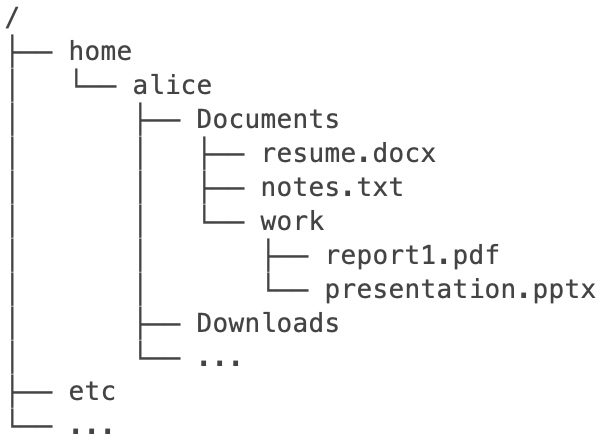 /
├── home
│   └── alice
│       ├── Documents
│       │   ├── resume.docx
│       │   ├── notes.txt
│       │   └── work
│       │       ├── report1.pdf
│       │       └── presentation.pptx
│       ├── Downloads
│       └── ...
├── etc
└── ...